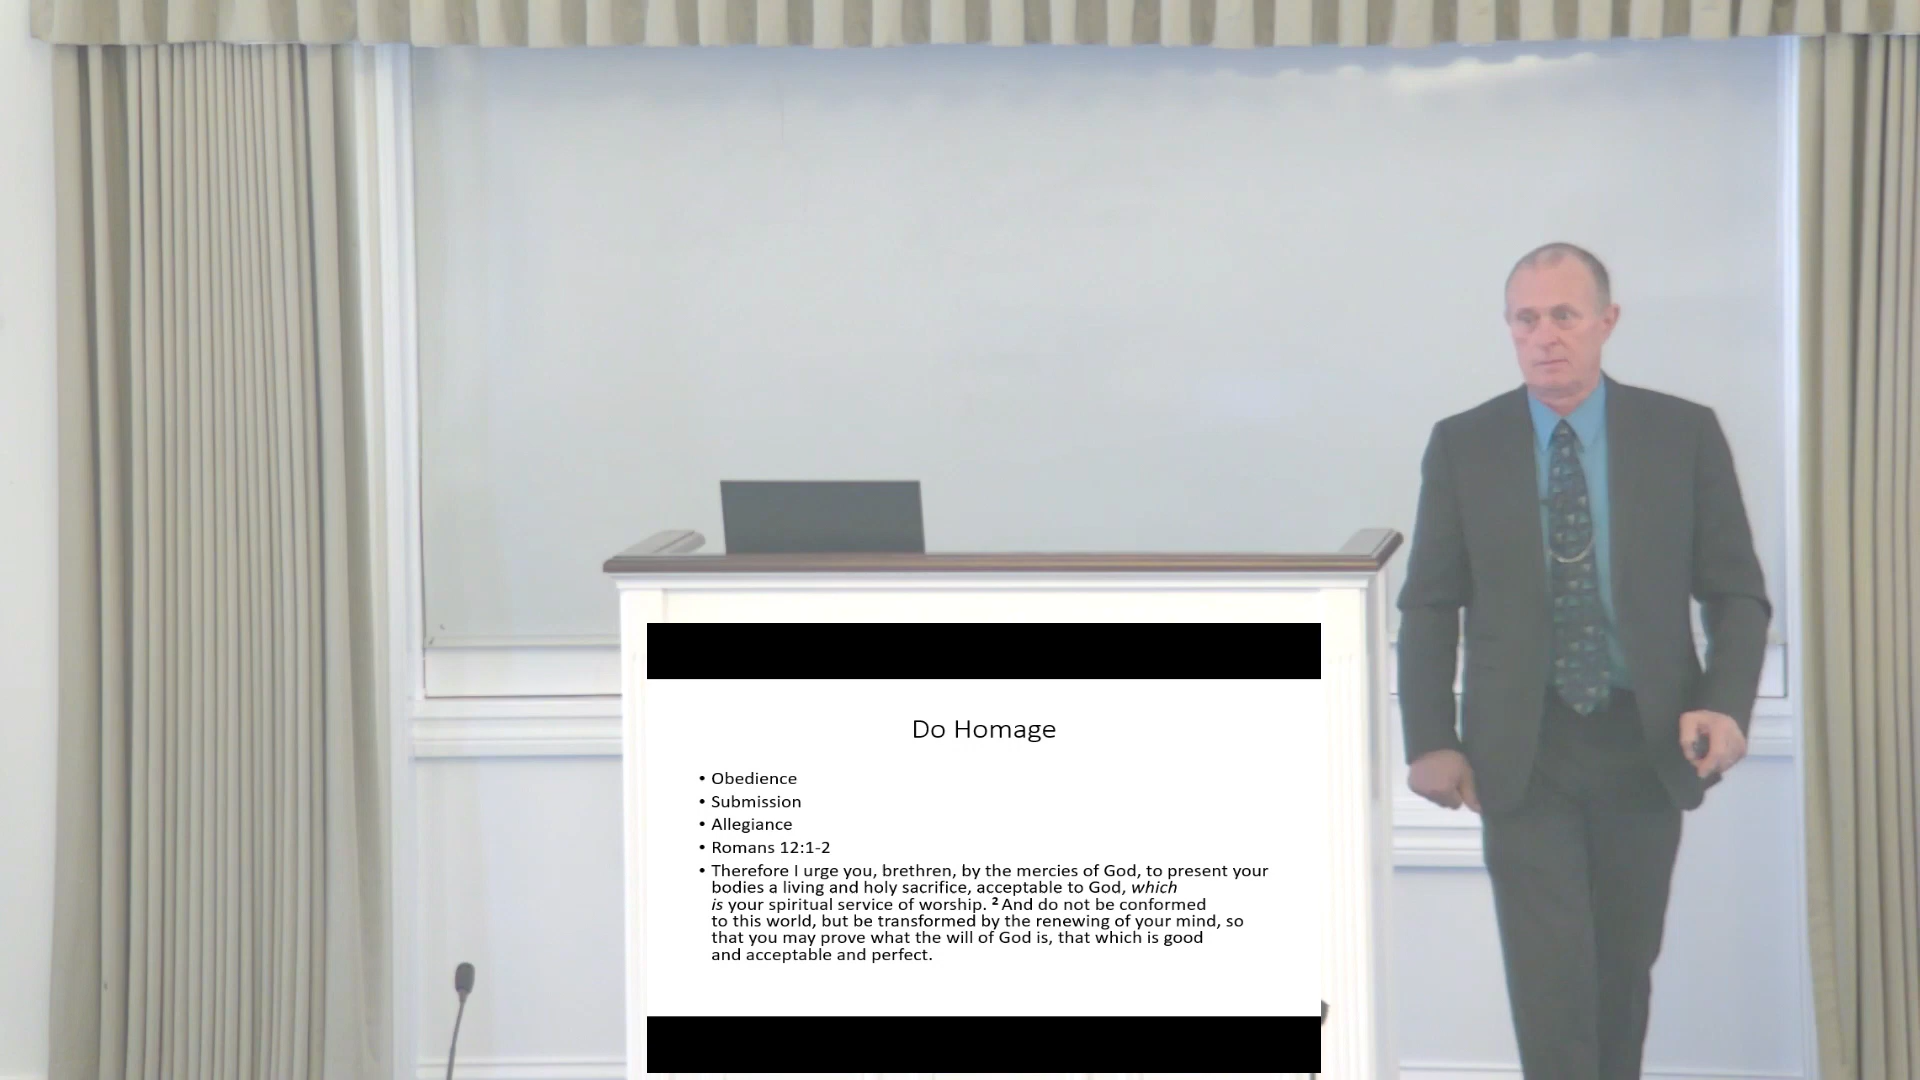 Do Homage
• Obedience
• Submission
• Allegiance
• Romans 12:1-2
• Therefore I urge you, brethren, by the mercies of God, to present your
bodies a living and holy sacrifice, acceptable to God, which
is your spiritual service of worship. ² And do not be conformed
to this world, but be transformed by the renewing of your mind, so
that you may prove what the will of God is, that which is good
and acceptable and perfect.